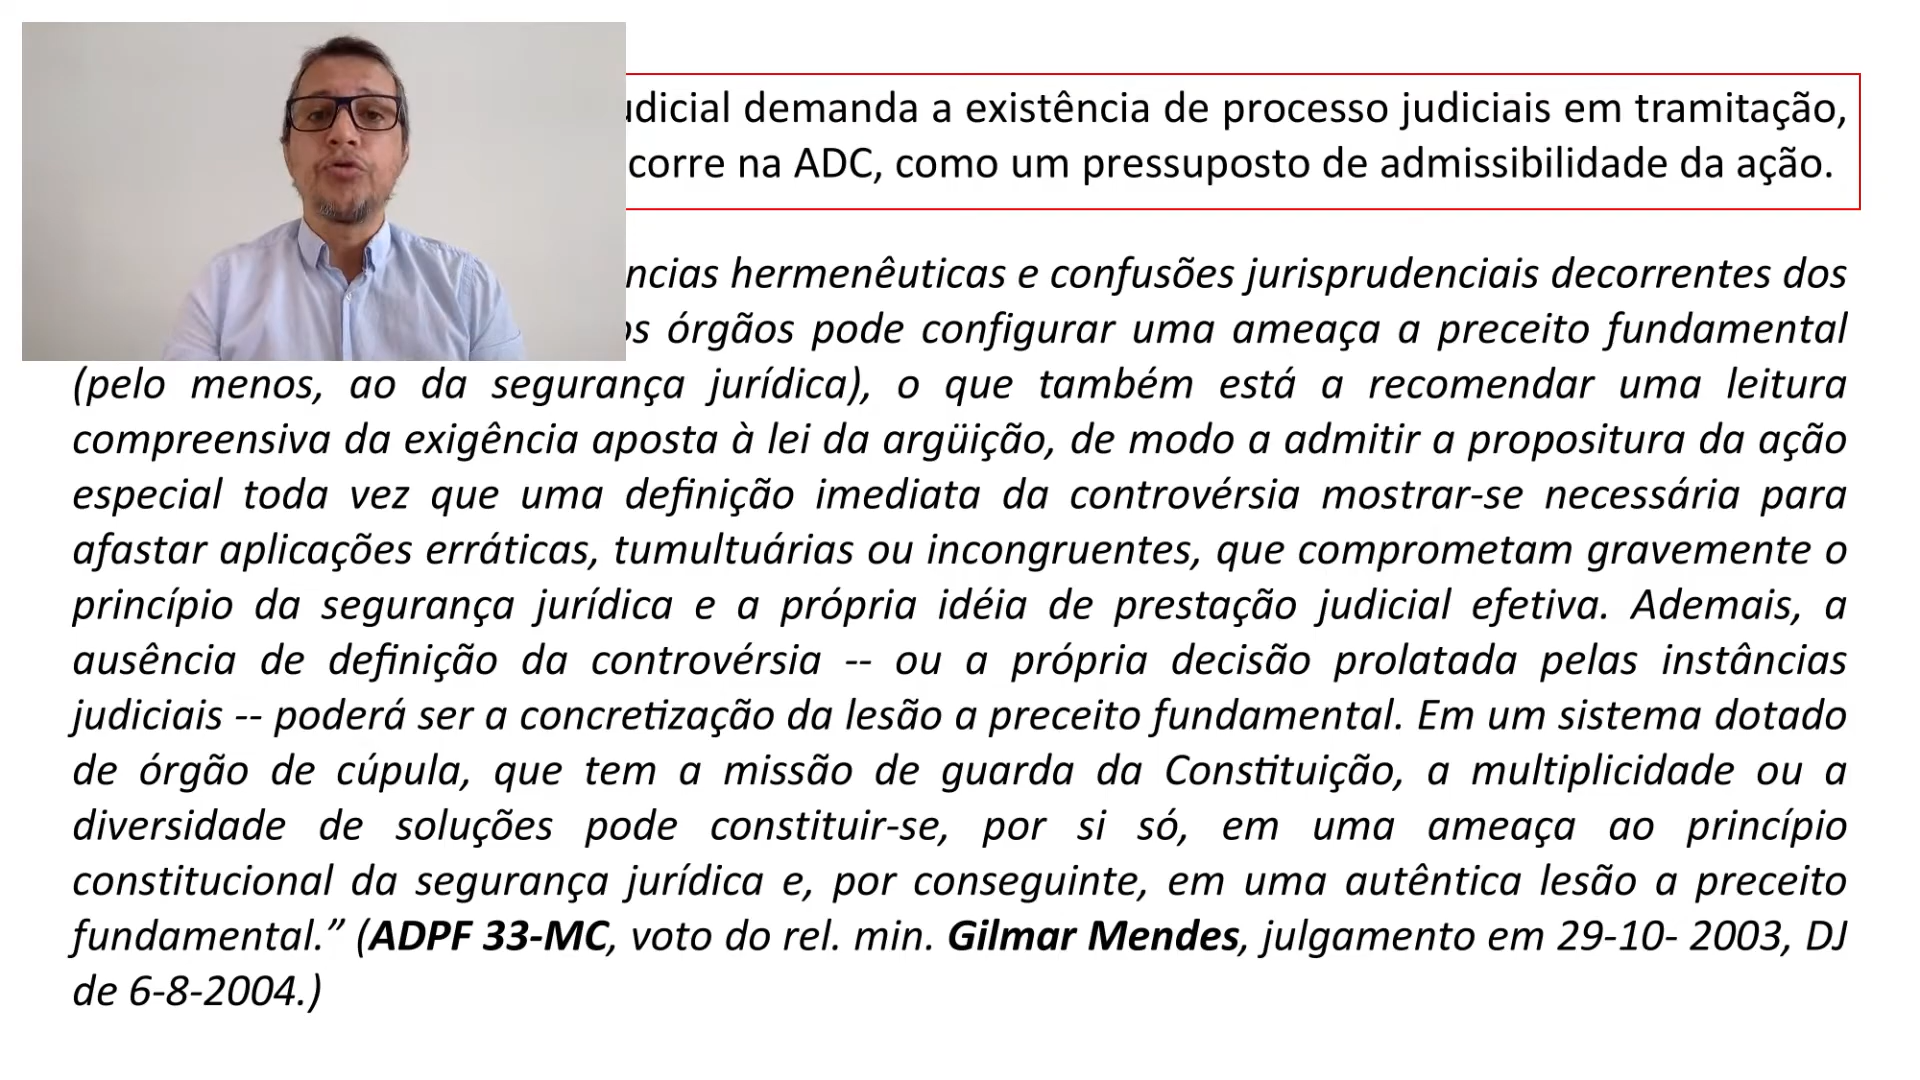 demanda a existência de processo judiciais em tramitação,
na ADC, como um pressuposto de admissibilidade da ação.
hermenêuticas e confusões jurisprudenciais decorrentes dos
órgãos pode configurar uma ameaça a preceito fundamental
(pelo menos, ao da segurança jurídica), o que também está a recomendar uma leitura
compreensiva da exigência aposta à lei da argüição, de modo a admitir a propositura da ação
especial toda vez que uma definição imediata da controvérsia mostrar-se necessária para
afastar aplicações erráticas, tumultuárias ou incongruentes, que comprometam gravemente o
princípio da segurança jurídica e a própria idéia de prestação judicial efetiva. Ademais, a
ausência de definição da controvérsia -- ou a própria decisão prolatada pelas instâncias
judiciais -- poderá ser a concretização da lesão a preceito fundamental. Em um sistema dotado
de órgão de cúpula, que tem a missão de guarda da Constituição, a multiplicidade ou a
diversidade de soluções pode constituir-se, por si só, em uma ameaça ao princípio
constitucional da segurança jurídica e, por conseguinte, em uma autêntica lesão a preceito
fundamental.” (ADPF 33-MC, voto do rel. min. Gilmar Mendes, julgamento em 29-10- 2003, DJ
de 6-8-2004.)